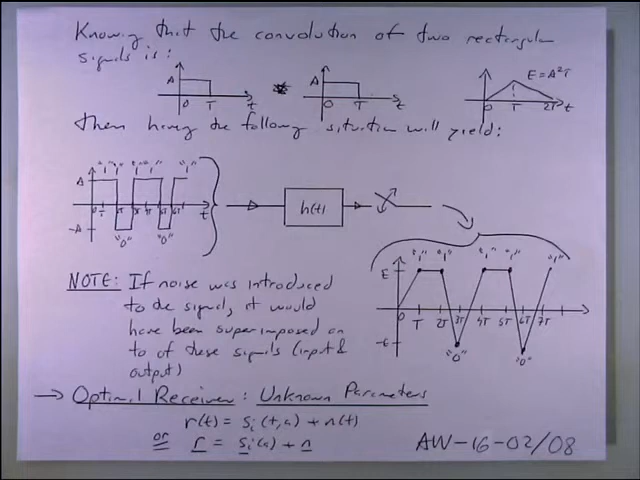 Knowing that the convolution of two rectangular
signals is:
A
0
T
t
*
A
0
T
t
E=A²T
0
T
2T
t
then having the following situation will yield:
"1" "1" "0" "1" "1" "0" "1"
A
-A
t
h(t)
"1" "1" "0" "1" "1" "0" "1"
E
-E
0 T 2T 3T 4T 5T 6T 7T
NOTE: If noise was introduced
to the signal, it would
have been superimposed on
to of these signals (input &
output)
→ Optimal Receiver: Unknown Parameters
r(t) = si(t,a) + n(t)
or r = si(a) + n
AW-16-02/08